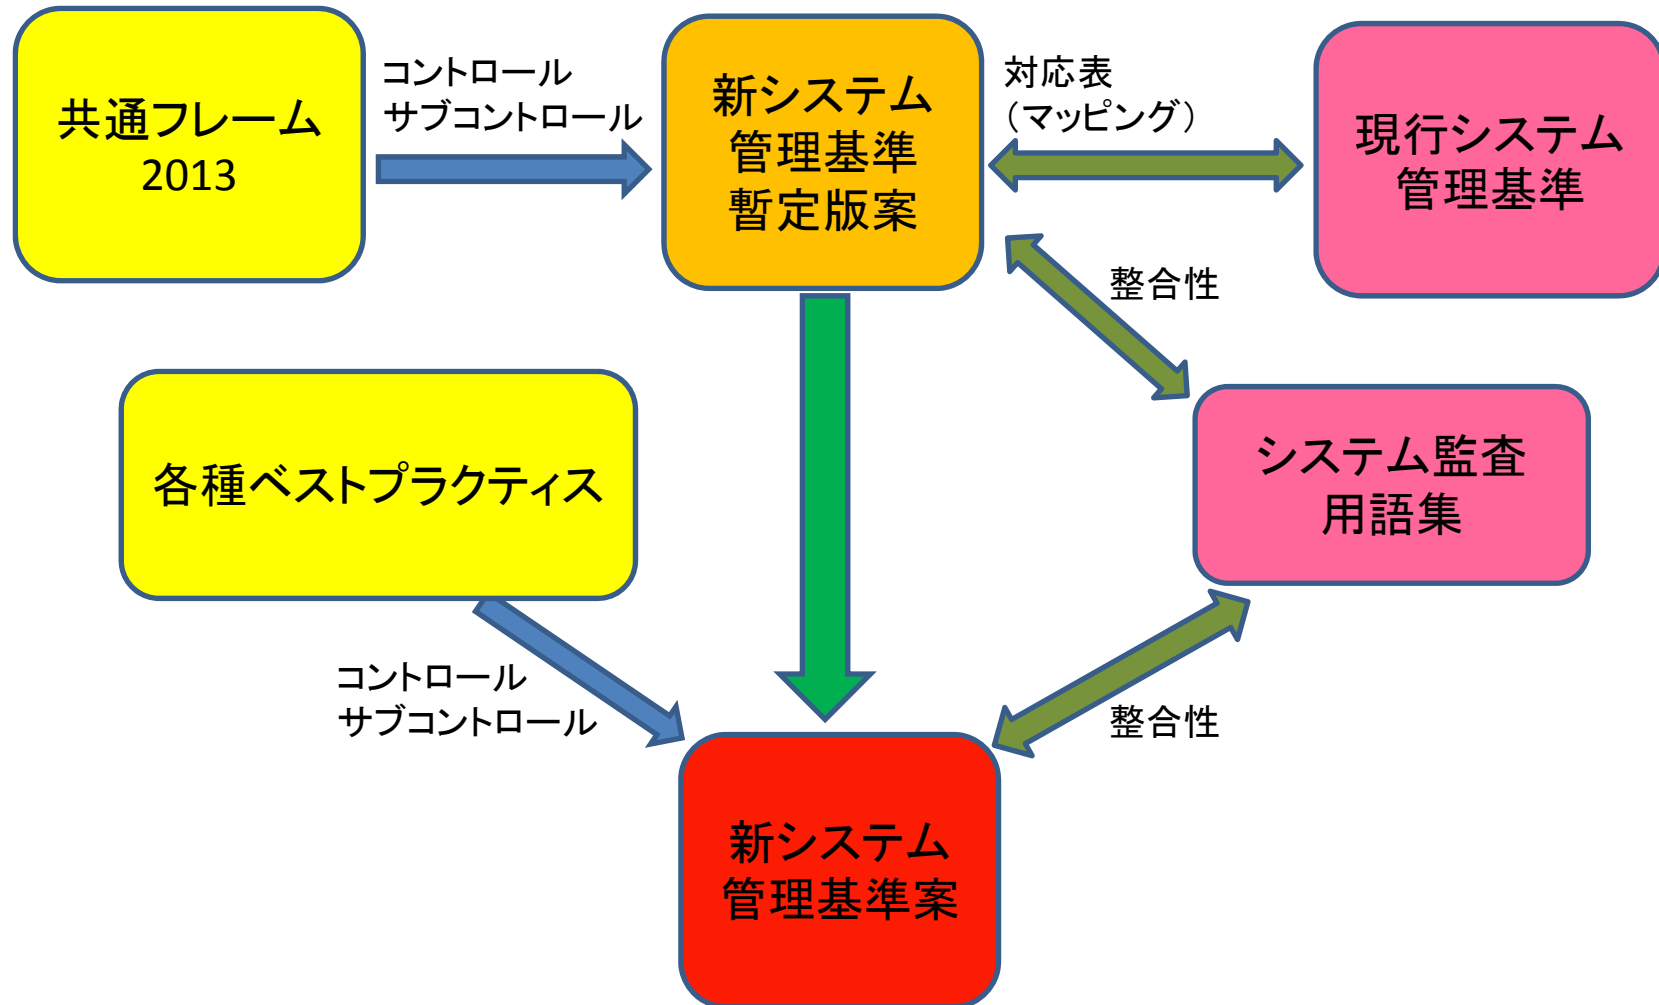 共通フレーム
2013
コントロール
サブコントロール
新システム
管理基準
暫定版案
対応表
（マッピング）
現行システム
管理基準
整合性
各種ベストプラクティス
システム監査
用語集
コントロール
サブコントロール
整合性
新システム
管理基準案